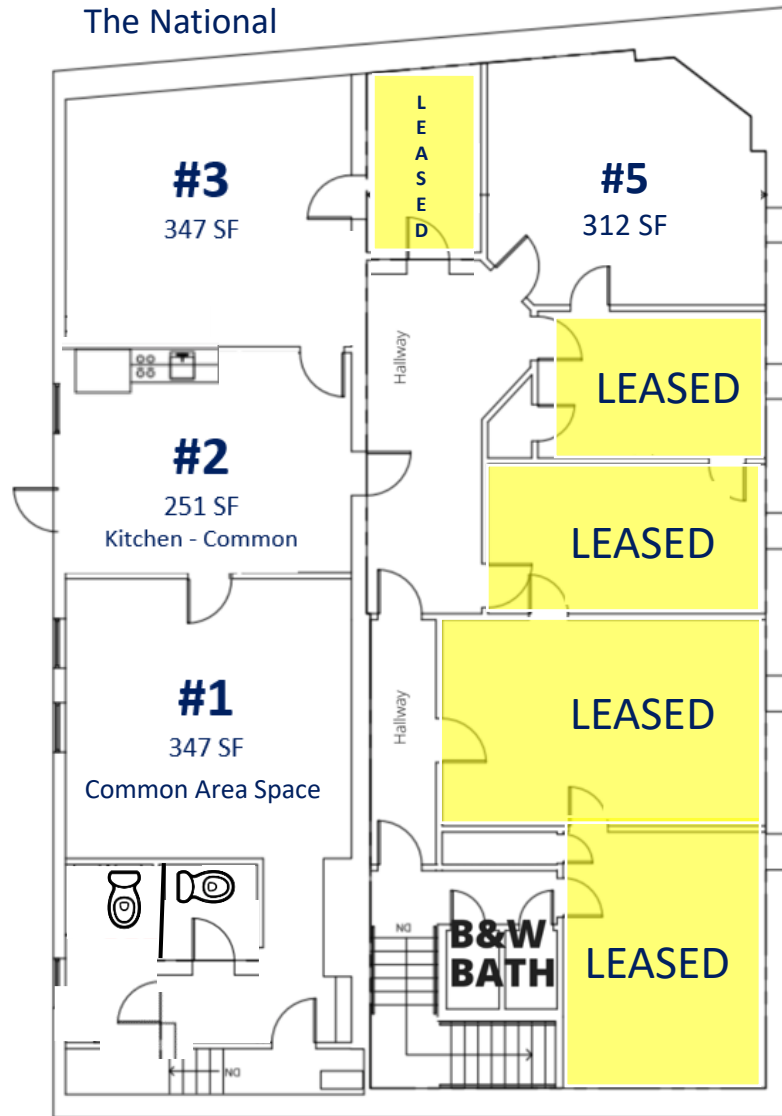 The National
LEASED
#3
347 SF
#5
312 SF
Hallway
LEASED
#2
251 SF
Kitchen - Common
LEASED
#1
347 SF
Common Area Space
Hallway
LEASED
DN
B&W
BATH
LEASED
DN